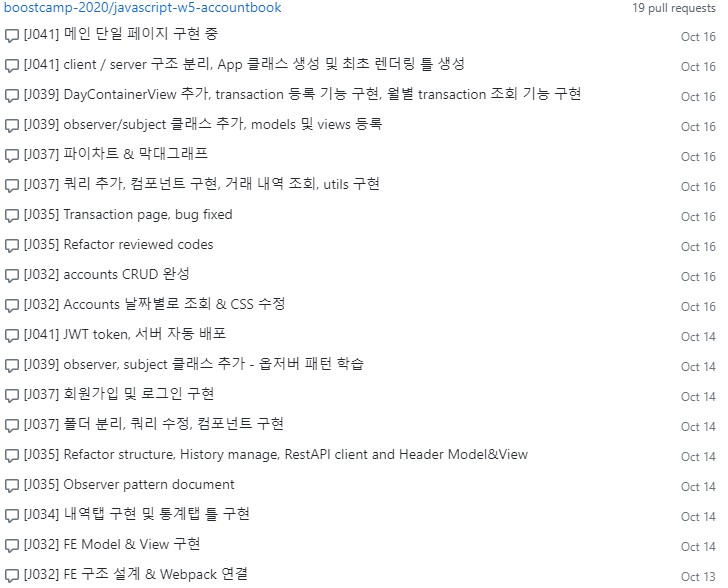 boostcamp-2020/javascript-w5-accountbook 19 pull requests
[J041] 메인 단일 페이지 구현 중 Oct 16
[J041] client / server 구조 분리, App 클래스 생성 및 최초 렌더링 틀 생성 Oct 16
[J039] DayContainerView 추가, transaction 등록 기능 구현, 월별 transaction 조회 기능 구현 Oct 16
[J039] observer/subject 클래스 추가, models 및 views 등록 Oct 16
[J037] 파이차트 & 막대그래프 Oct 16
[J037] 쿼리 추가, 컴포넌트 구현, 거래 내역 조회, utils 구현 Oct 16
[J035] Transaction page, bug fixed Oct 16
[J035] Refactor reviewed codes Oct 16
[J032] accounts CRUD 완성 Oct 16
[J032] Accounts 날짜별로 조회 & CSS 수정 Oct 16
[J041] JWT token, 서버 자동 배포 Oct 14
[J039] observer, subject 클래스 추가 - 옵저버 패턴 학습 Oct 14
[J037] 회원가입 및 로그인 구현 Oct 14
[J037] 폴더 분리, 쿼리 수정, 컴포넌트 구현 Oct 14
[J035] Refactor structure, History manage, RestAPI client and Header Model&View Oct 14
[J035] Observer pattern document Oct 14
[J034] 내역탭 구현 및 통계탭 틀 구현 Oct 14
[J032] FE Model & View 구현 Oct 14
[J032] FE 구조 설계 & Webpack 연결 Oct 13